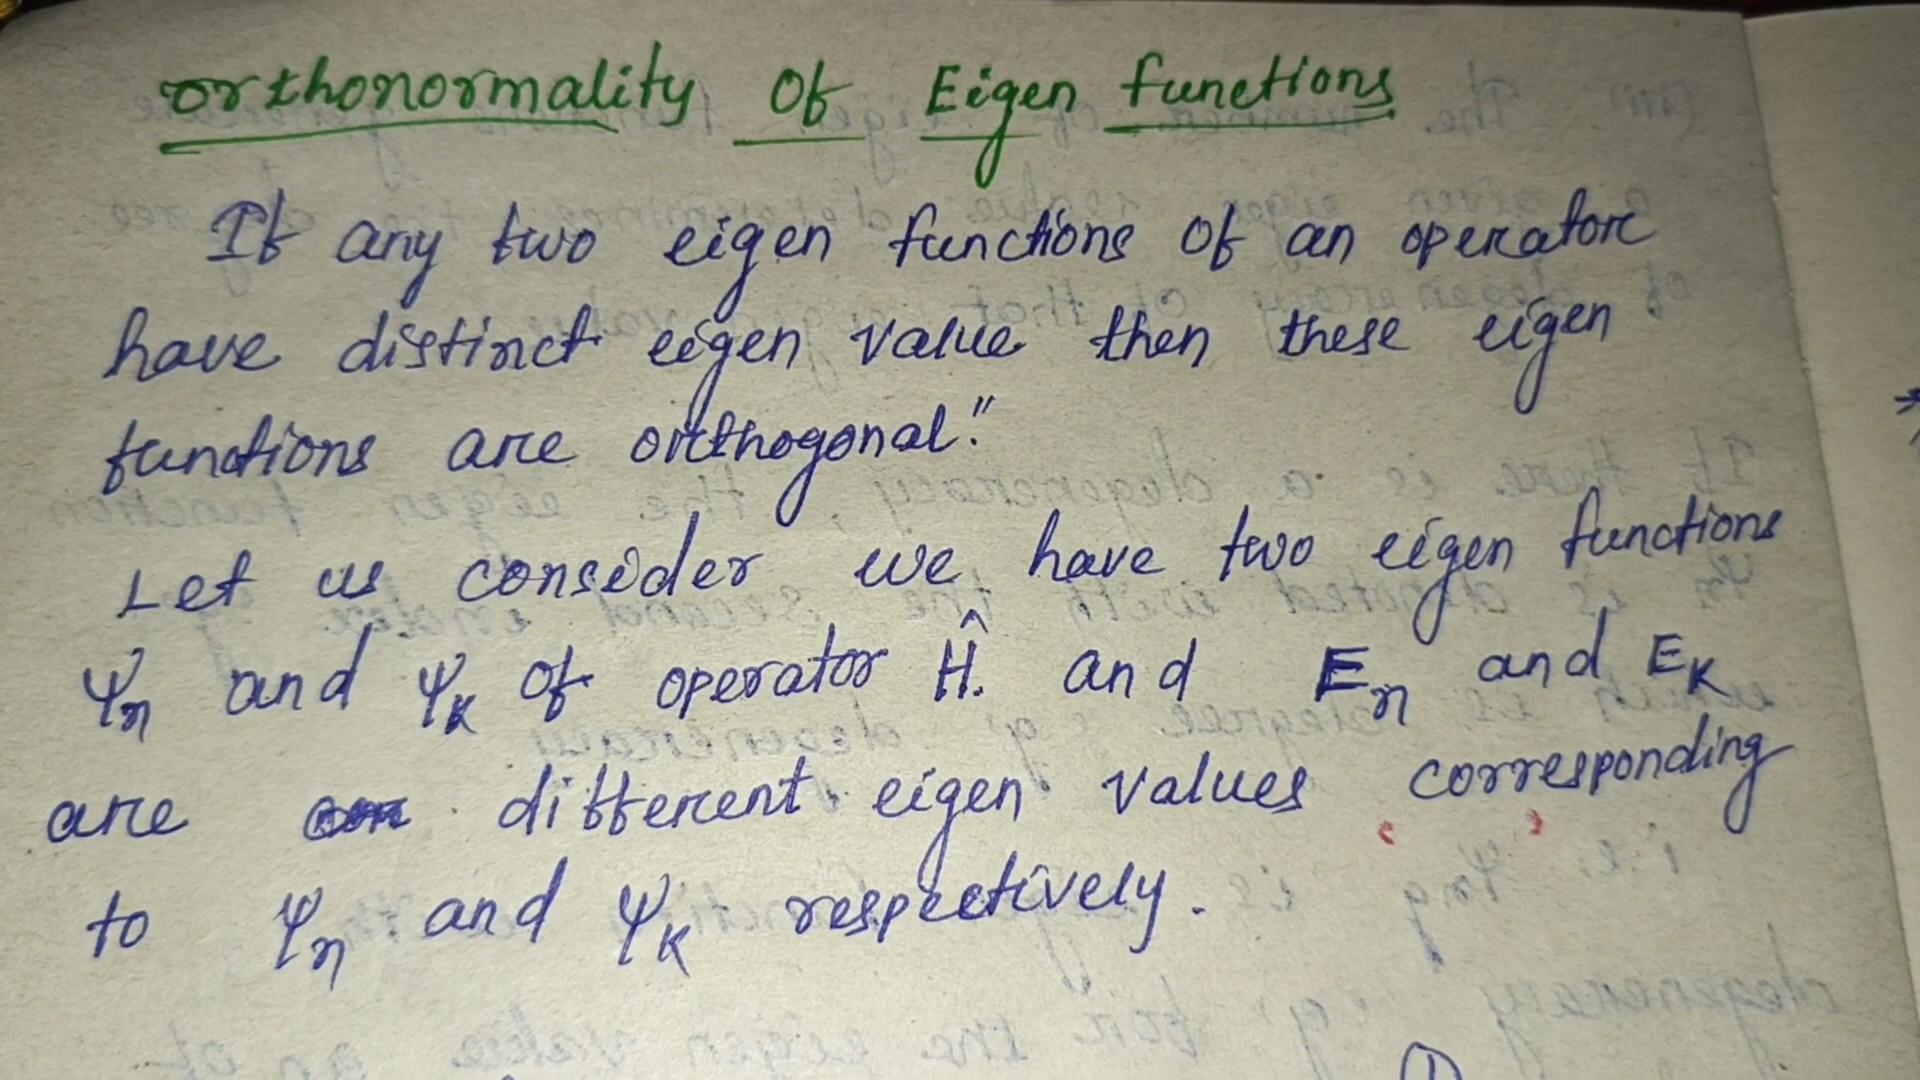 orthonormality Of Eigen functions
If any two eigen functions of an operator
have distinct eigen value then these eigen
functions are orthogonal."
Let us consider we have two eigen functions
Ψn and ΨK of operator Ĥ. and En and EK
are different eigen values corresponding
to Ψn and ΨK respectively.